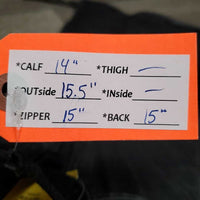 *CALF 14" *THIGH —
*OUTside 15.5" *INside —
*ZIPPER 15" *BACK 15"